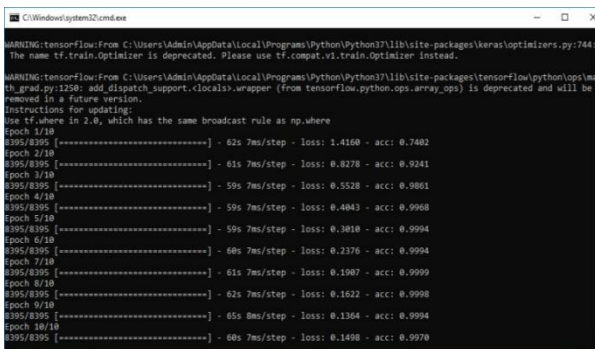 C:\Windows\system32\cmd.exe
WARNING:tensorflow:From C:\Users\Admin\AppData\Local\Programs\Python\Python37\lib\site-packages\keras\optimizers.py:744:
The name tf.train.Optimizer is deprecated. Please use tf.compat.v1.train.Optimizer instead.
WARNING:tensorflow:From C:\Users\Admin\AppData\Local\Programs\Python\Python37\lib\site-packages\tensorflow\python\ops\ma
th_grad.py:1250: add_dispatch_support.<locals>.wrapper (from tensorflow.python.ops.array_ops) is deprecated and will be
removed in a future version.
Instructions for updating:
Use tf.where in 2.0, which has the same broadcast rule as np.where
Epoch 1/10
8395/8395 [==============================] - 62s 7ms/step - loss: 1.4160 - acc: 0.7402
Epoch 2/10
8395/8395 [==============================] - 61s 7ms/step - loss: 0.8278 - acc: 0.9241
Epoch 3/10
8395/8395 [==============================] - 59s 7ms/step - loss: 0.5528 - acc: 0.9861
Epoch 4/10
8395/8395 [==============================] - 59s 7ms/step - loss: 0.4043 - acc: 0.9968
Epoch 5/10
8395/8395 [==============================] - 59s 7ms/step - loss: 0.3010 - acc: 0.9994
Epoch 6/10
8395/8395 [==============================] - 60s 7ms/step - loss: 0.2376 - acc: 0.9994
Epoch 7/10
8395/8395 [==============================] - 61s 7ms/step - loss: 0.1907 - acc: 0.9999
Epoch 8/10
8395/8395 [==============================] - 62s 7ms/step - loss: 0.1622 - acc: 0.9998
Epoch 9/10
8395/8395 [==============================] - 65s 8ms/step - loss: 0.1364 - acc: 0.9994
Epoch 10/10
8395/8395 [==============================] - 60s 7ms/step - loss: 0.1498 - acc: 0.9970